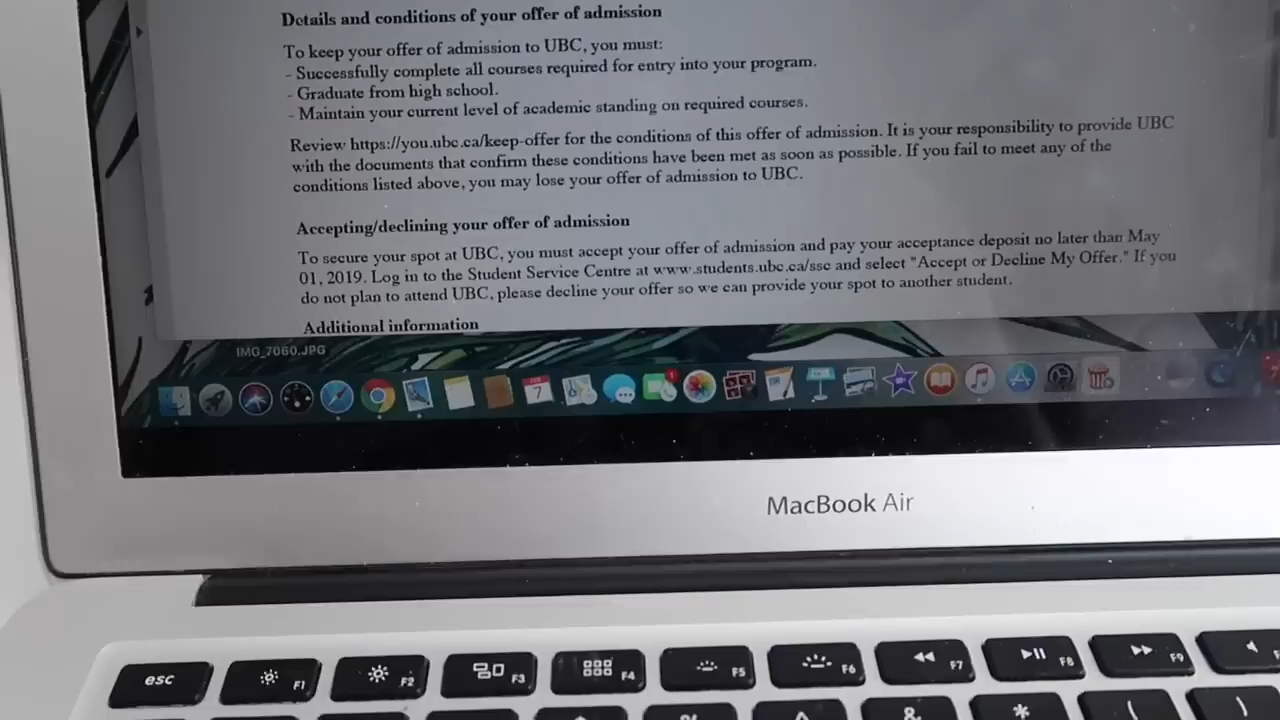 Details and conditions of your offer of admission
To keep your offer of admission to UBC, you must:
- Successfully complete all courses required for entry into your program.
- Graduate from high school.
- Maintain your current level of academic standing on required courses.
Review https://you.ubc.ca/keep-offer for the conditions of this offer of admission. It is your responsibility to provide UBC
with the documents that confirm these conditions have been met as soon as possible. If you fail to meet any of the
conditions listed above, you may lose your offer of admission to UBC.
Accepting/declining your offer of admission
To secure your spot at UBC, you must accept your offer of admission and pay your acceptance deposit no later than May
01, 2019. Log in to the Student Service Centre at www.students.ubc.ca/ssc and select "Accept or Decline My Offer." If you
do not plan to attend UBC, please decline your offer so we can provide your spot to another student.
Additional information
IMG_7060.JPG
7
1
MacBook Air
esc F1 F2 F3 F4 F5 F6 F7 F8 F9
& * ( )